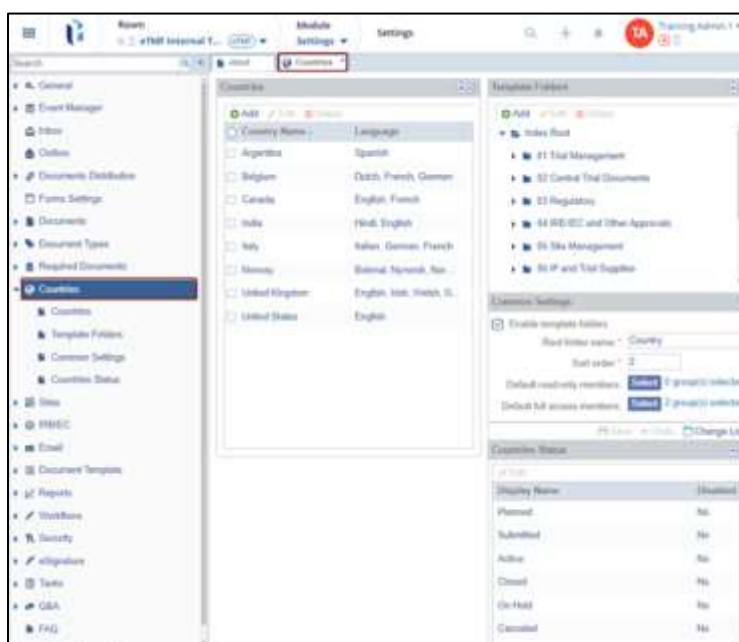 Room:
eTMF Internal T... (eTMF)
Module
Settings
Settings
TA
Training Admin 1
Search
Countries
General
Event Manager
Inbox
Outbox
Documents Distribution
Forms Settings
Documents
Document Types
Required Documents
Countries
Countries
Template Folders
Common Settings
Countries Status
Sites
IRB/EC
Email
Document Template
Reports
Workflows
Security
eSignature
Tasks
Q&A
FAQ
Countries
Add Edit Delete
Country Name Language
Argentina Spanish
Belgium Dutch, French, German
Canada English, French
India Hindi, English
Italy Italian, German, French
Norway Bokmal, Nynorsk, Nor...
United Kingdom English, Irish, Welsh, S...
United States English
Template Folders
Add Edit Delete
Index Root
01 Trial Management
02 Central Trial Documents
03 Regulatory
04 IRB/IEC and Other Approvals
05 Site Management
06 IP and Trial Supplies
Common Settings
Enable template folders
Root folder name * Country
Sort order * 2
Default read-only members Select 0 group(s) selected
Default full access members Select 2 group(s) selected
Save Undo Change Lo
Countries Status
Edit
Display Name Disabled
Planned No
Submitted No
Active No
Closed No
On Hold No
Canceled No